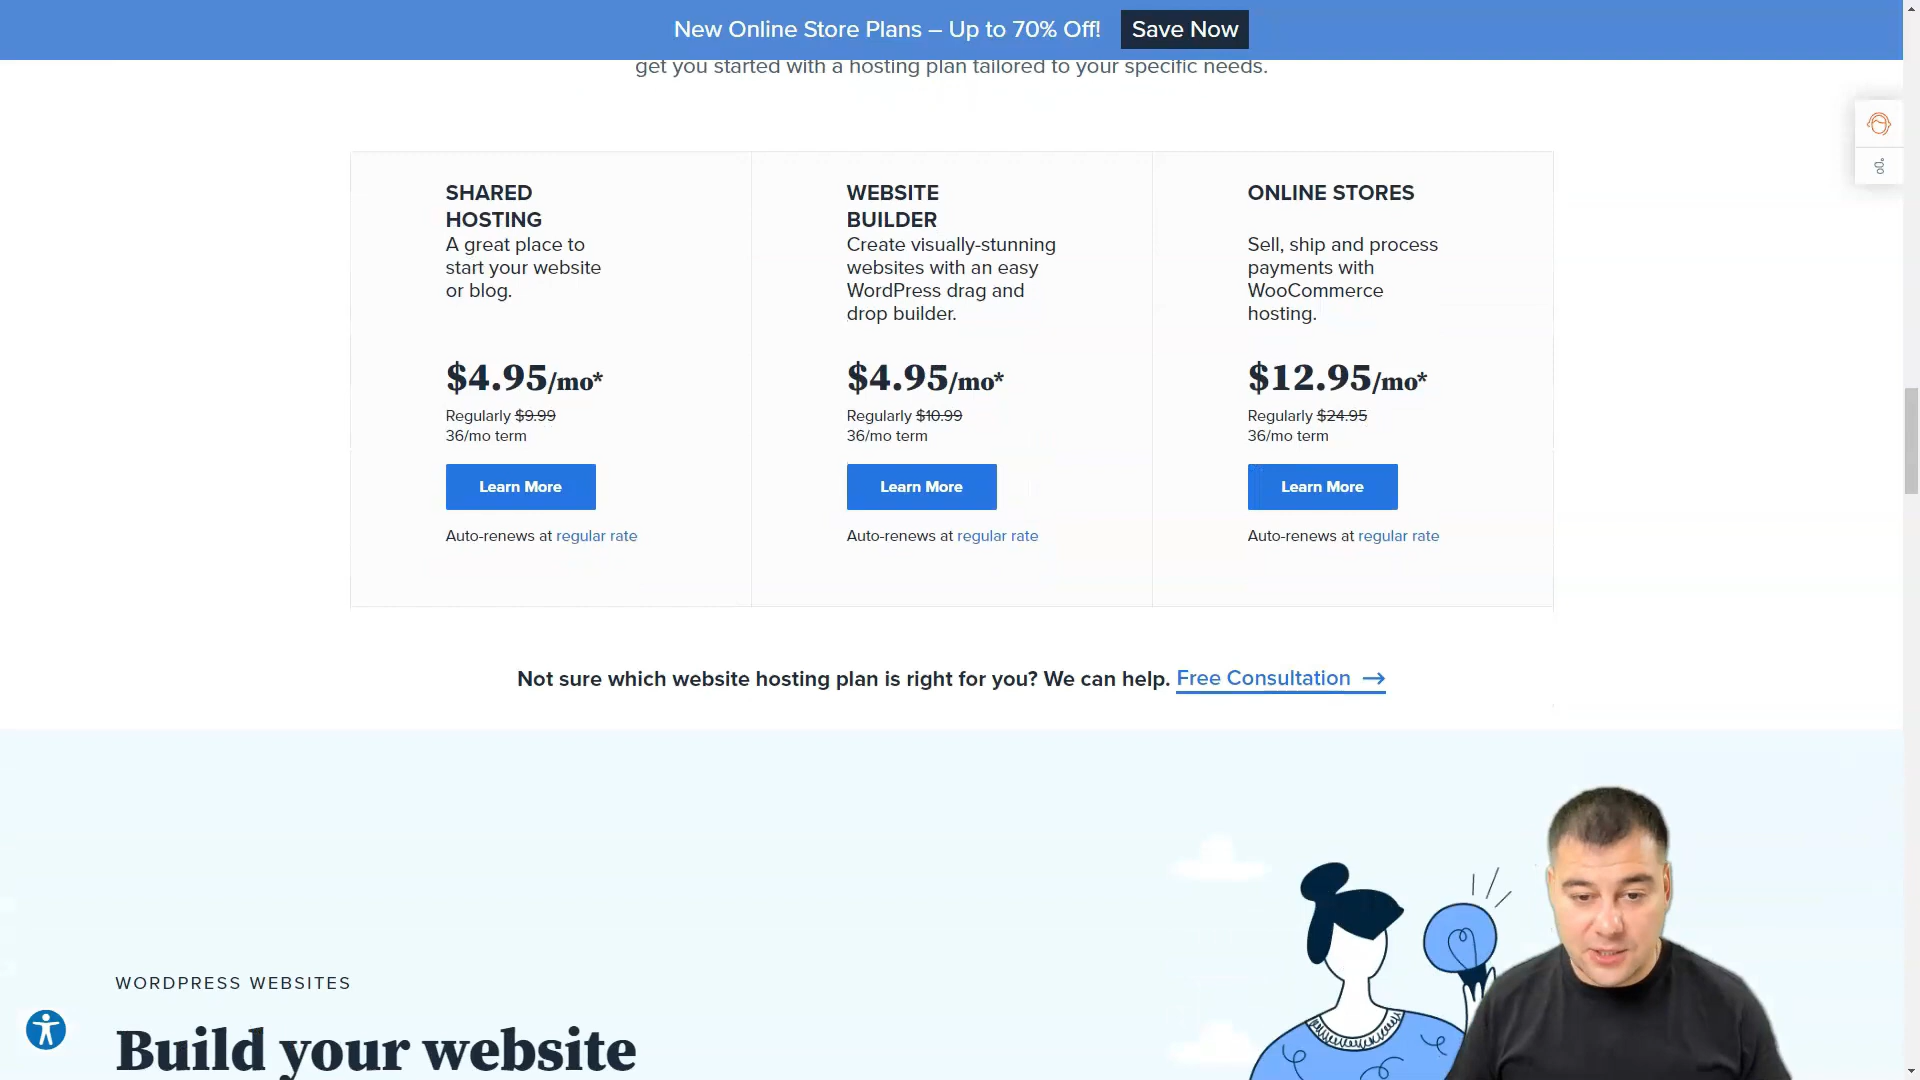 New Online Store Plans – Up to 70% Off! Save Now
get you started with a hosting plan tailored to your specific needs.
SHARED
HOSTING
A great place to
start your website
or blog.
$4.95/mo*
Regularly $9.99
36/mo term
Learn More
Auto-renews at regular rate
WEBSITE
BUILDER
Create visually-stunning
websites with an easy
WordPress drag and
drop builder.
$4.95/mo*
Regularly $10.99
36/mo term
Learn More
Auto-renews at regular rate
ONLINE STORES
Sell, ship and process
payments with
WooCommerce
hosting.
$12.95/mo*
Regularly $24.95
36/mo term
Learn More
Auto-renews at regular rate
Not sure which website hosting plan is right for you? We can help. Free Consultation →
WORDPRESS WEBSITES
Build your website